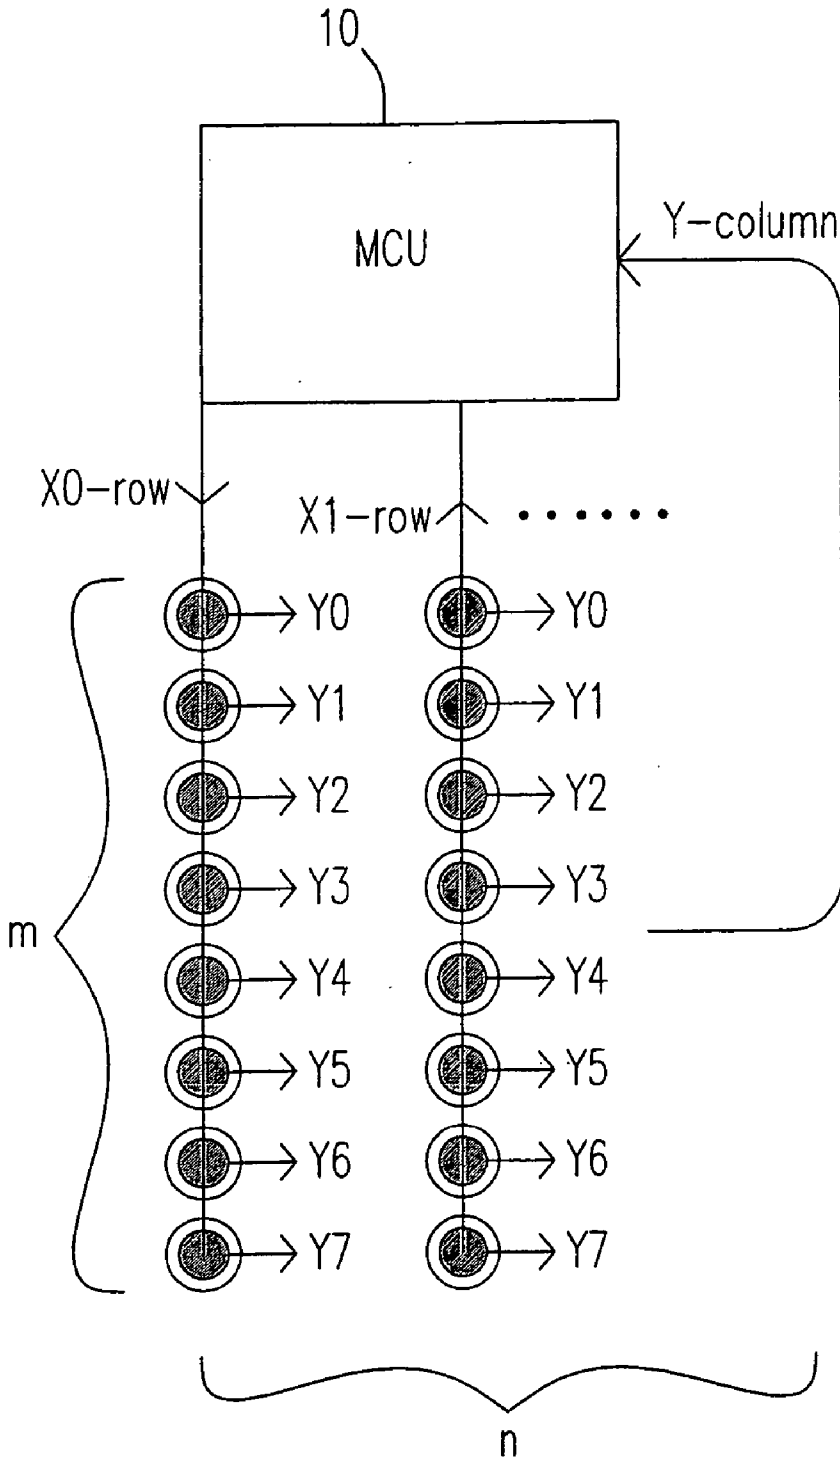 10
MCU
Y-column
X0-row
X1-row
Y0 Y0
Y1 Y1
Y2 Y2
Y3 Y3
m
Y4 Y4
Y5 Y5
Y6 Y6
Y7 Y7
n